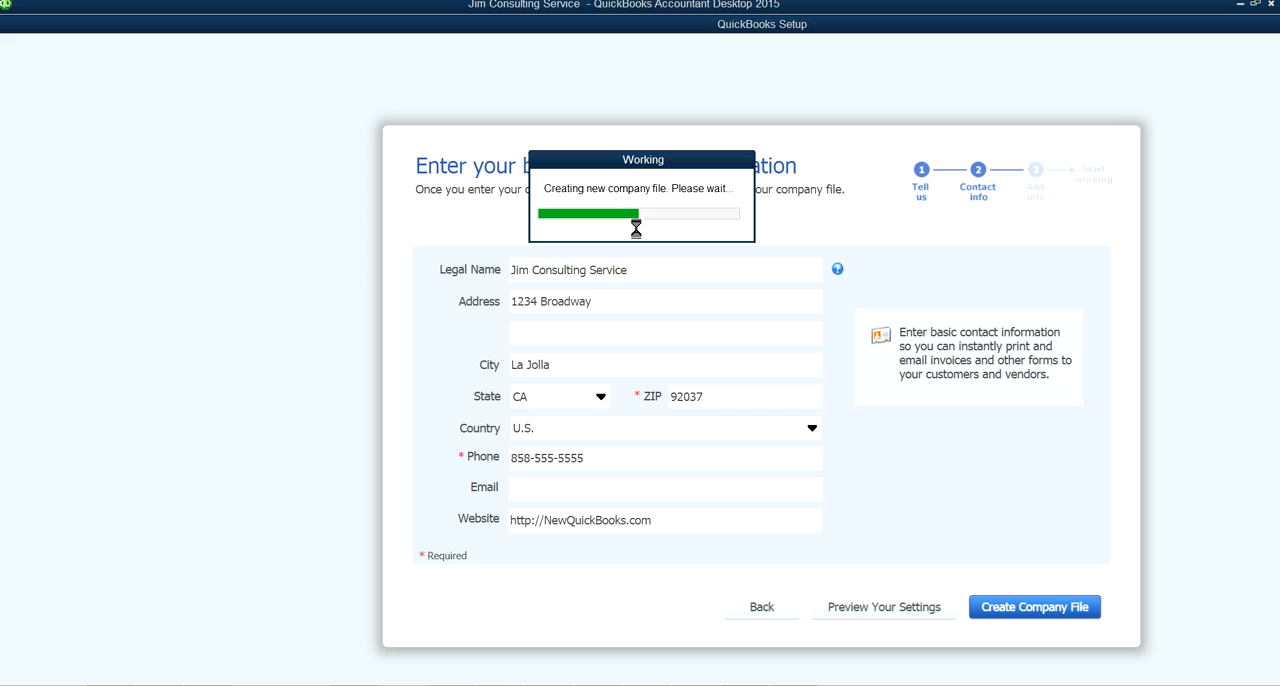 qb
Jim Consulting Service - QuickBooks Accountant Desktop 2015
QuickBooks Setup
Enter your
ation
Once you enter your
our company file.
Working
Creating new company file. Please wait...
1 2 3 Start working
Tell us
Contact info
Add info
Legal Name Jim Consulting Service ?
Address 1234 Broadway
City La Jolla
State CA * ZIP 92037
Country U.S.
* Phone 858-555-5555
Email
Website http://NewQuickBooks.com
* Required
Enter basic contact information
so you can instantly print and
email invoices and other forms to
your customers and vendors.
Back Preview Your Settings Create Company File